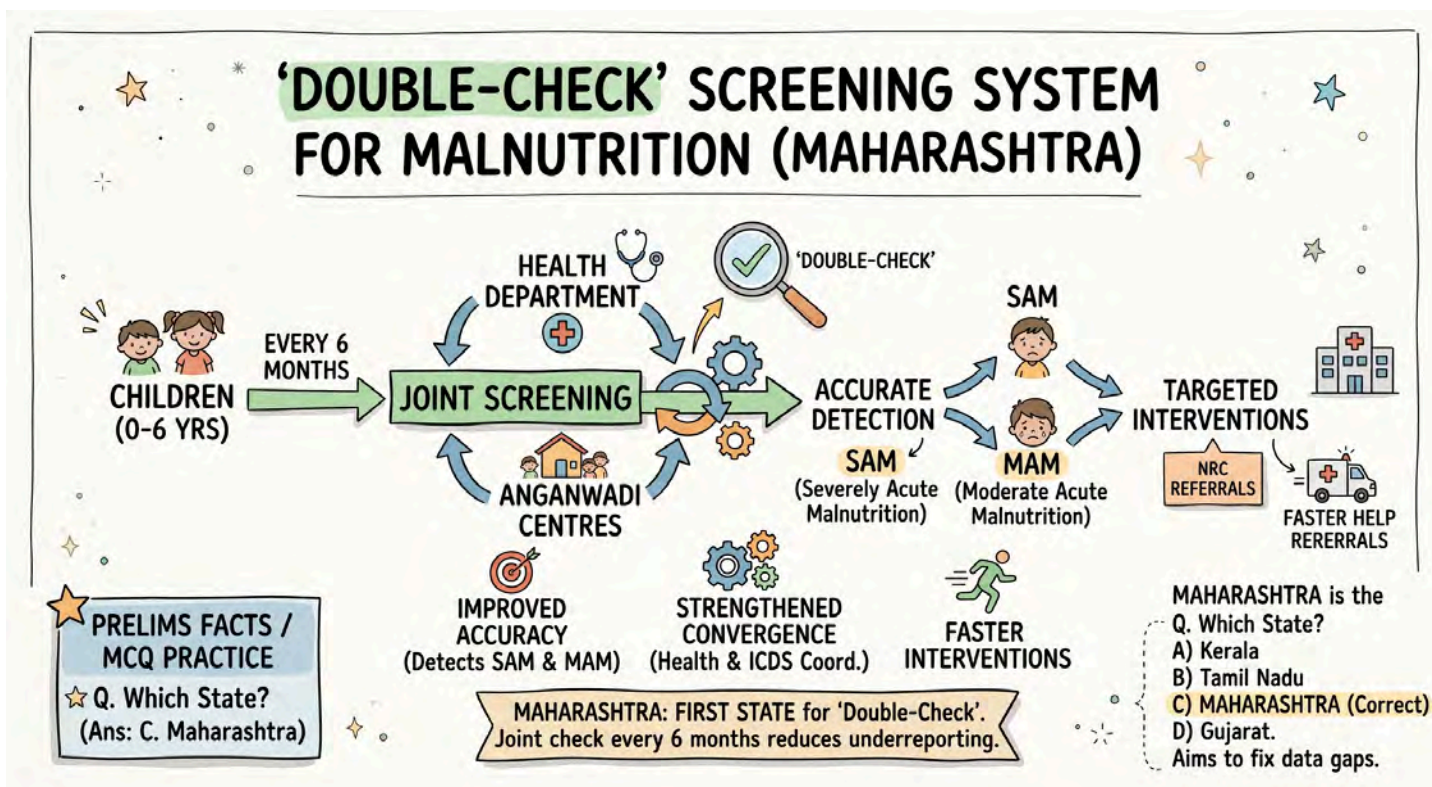 'DOUBLE-CHECK' SCREENING SYSTEM
FOR MALNUTRITION (MAHARASHTRA)
CHILDREN
(0-6 YRS)
EVERY 6
MONTHS
HEALTH
DEPARTMENT
JOINT SCREENING
ANGANWADI
CENTRES
'DOUBLE-CHECK'
ACCURATE
DETECTION
SAM
(Severely Acute
Malnutrition)
SAM
MAM
(Moderate Acute
Malnutrition)
TARGETED
INTERVENTIONS
NRC
REFERRALS
FASTER HELP
RERERRALS
IMPROVED
ACCURACY
(Detects SAM & MAM)
STRENGTHENED
CONVERGENCE
(Health & ICDS Coord.)
FASTER
INTERVENTIONS
PRELIMS FACTS /
MCQ PRACTICE
Q. Which State?
(Ans: C. Maharashtra)
MAHARASHTRA: FIRST STATE for 'Double-Check'.
Joint check every 6 months reduces underreporting.
MAHARASHTRA is the
Q. Which State?
A) Kerala
B) Tamil Nadu
C) MAHARASHTRA (Correct)
D) Gujarat.
Aims to fix data gaps.